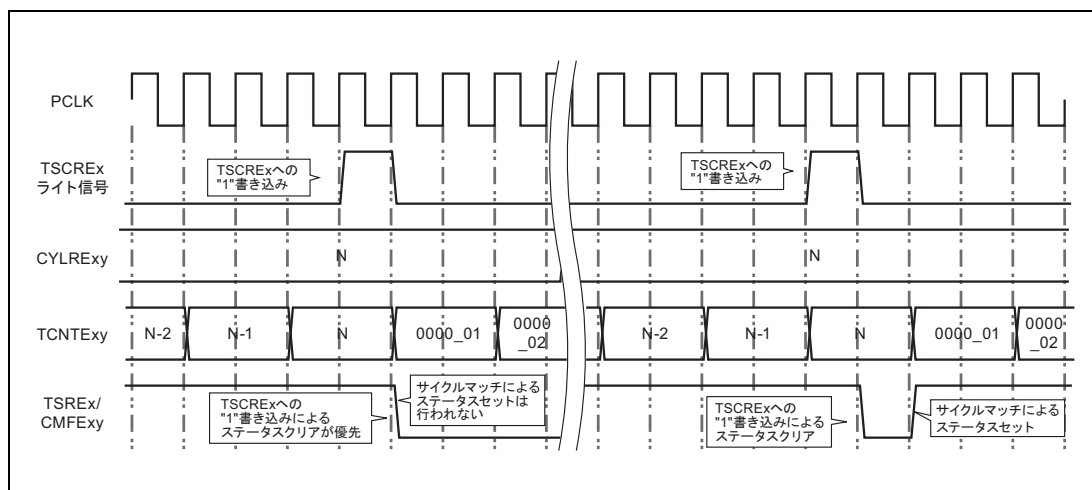 PCLK
TSCREx
ライト信号
TSCRExへの
"1"書き込み
TSCRExへの
"1"書き込み
CYLRExy
N
N
TCNTExy
N-2
N-1
N
0000_01
0000
_02
N-2
N-1
N
0000_01
0000
_02
TSREx/
CMFExy
TSCRExへの
"1"書き込みによる
ステータスクリアが優先
サイクルマッチによる
ステータスセットは
行われない
TSCRExへの
"1"書き込みによる
ステータスクリア
サイクルマッチによる
ステータスセット